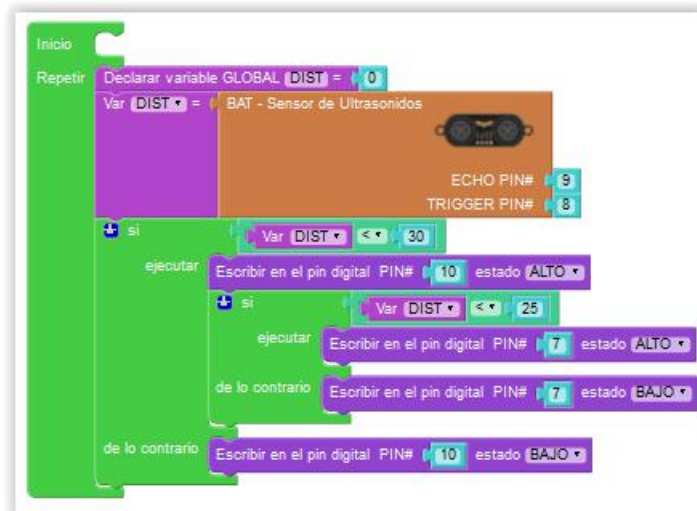 Inicio
Repetir Declarar variable GLOBAL DIST = 0
Var DIST = BAT - Sensor de Ultrasonidos
ECHO PIN# 9
TRIGGER PIN# 8
si Var DIST < 30
ejecutar Escribir en el pin digital PIN# 10 estado ALTO
si Var DIST < 25
ejecutar Escribir en el pin digital PIN# 7 estado ALTO
de lo contrario Escribir en el pin digital PIN# 7 estado BAJO
de lo contrario Escribir en el pin digital PIN# 10 estado BAJO